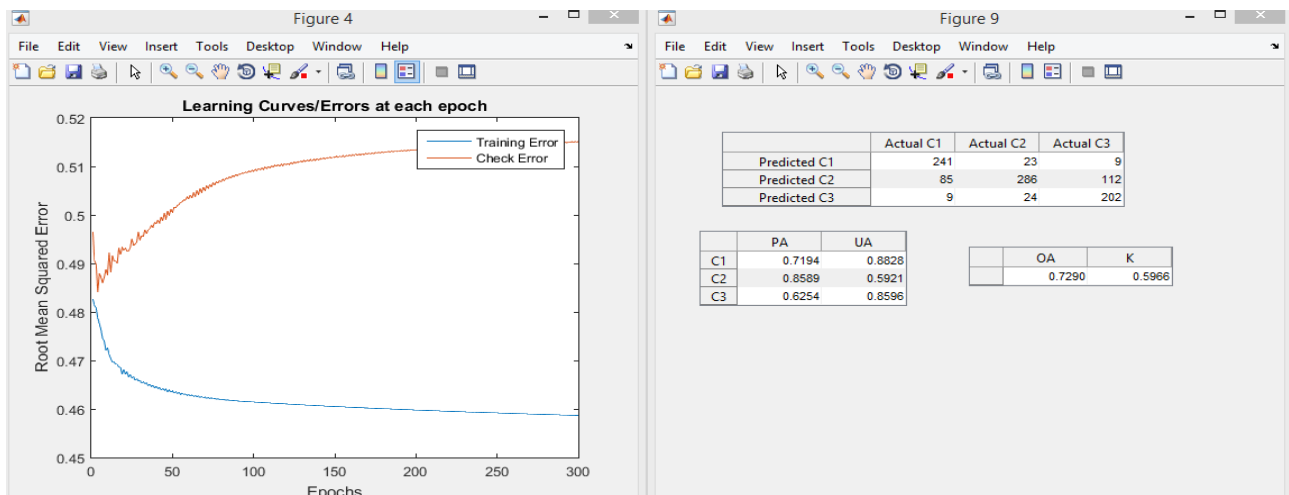 Figure 4
File Edit View Insert Tools Desktop Window Help
Learning Curves/Errors at each epoch
Training Error
Check Error
0.52
0.51
0.5
0.49
0.48
0.47
0.46
0.45
Root Mean Squared Error
0 50 100 150 200 250 300
Epochs
Figure 9
File Edit View Insert Tools Desktop Window Help
Actual C1 Actual C2 Actual C3
Predicted C1 241 23 9
Predicted C2 85 286 112
Predicted C3 9 24 202
PA UA
C1 0.7194 0.8828
C2 0.8589 0.5921
C3 0.6254 0.8596
OA K
0.7290 0.5966